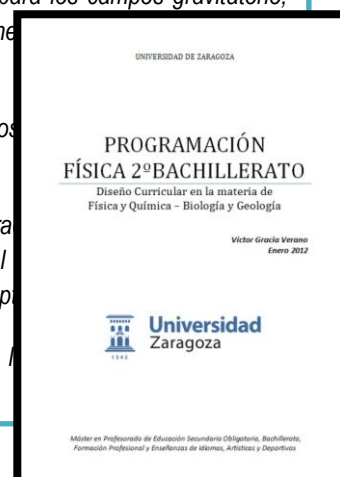 para los campos gravitatorio,
UNIVERSIDAD DE ZARAGOZA
PROGRAMACIÓN
FÍSICA 2ºBACHILLERATO
Diseño Curricular en la materia de
Física y Química – Biología y Geología
Víctor Gracia Verano
Enero 2012
Universidad
Zaragoza
1542
Máster en Profesorado de Educación Secundaria Obligatoria, Bachillerato,
Formación Profesional y Enseñanzas de Idiomas, Artísticas y Deportivas